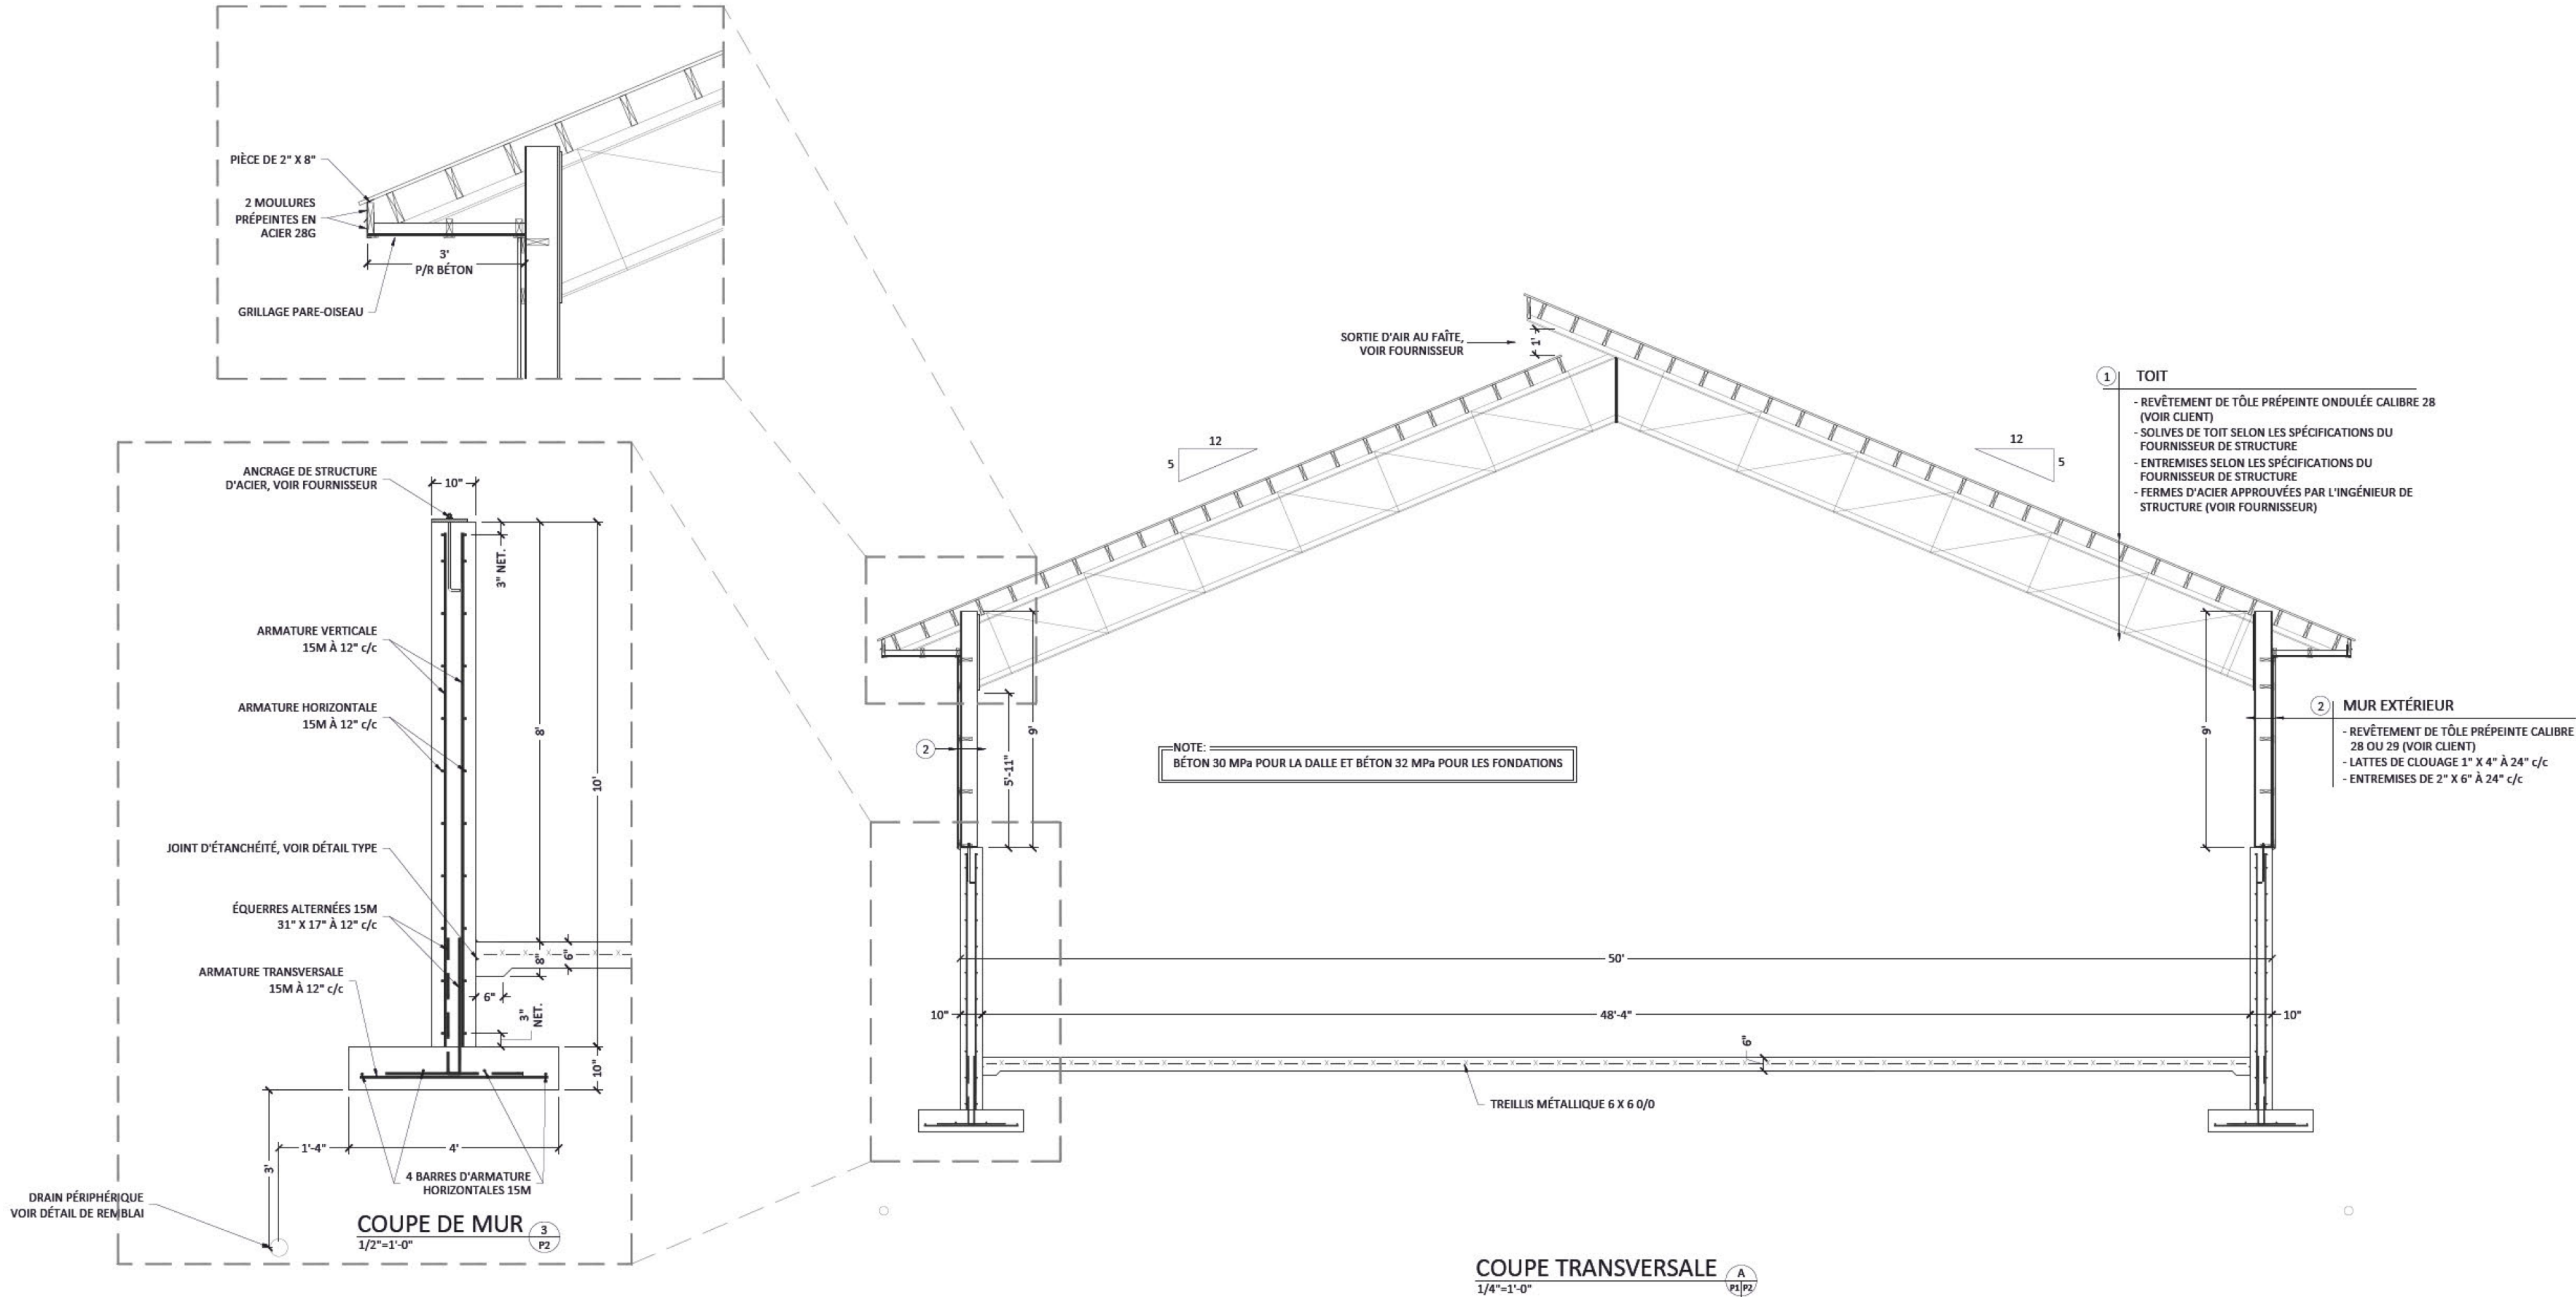 PIÈCE DE 2" X 8"
2 MOULURES
PRÉPEINTES EN
ACIER 28G
3'
P/R BÉTON
GRILLAGE PARE-OISEAU
ANCRAGE DE STRUCTURE
D'ACIER, VOIR FOURNISSEUR
10"
3" NET.
ARMATURE VERTICALE
15M À 12" c/c
ARMATURE HORIZONTALE
15M À 12" c/c
8'
10'
JOINT D'ÉTANCHÉITÉ, VOIR DÉTAIL TYPE
ÉQUERRES ALTERNÉES 15M
31" X 17" À 12" c/c
8"
6"
ARMATURE TRANSVERSALE
15M À 12" c/c
6"
3"
NET.
10"
1'-4"
4'
3'
4 BARRES D'ARMATURE
HORIZONTALES 15M
DRAIN PÉRIPHÉRIQUE
VOIR DÉTAIL DE REMBLAI
COUPE DE MUR
3
P2
1/2"=1'-0"
SORTIE D'AIR AU FAÎTE,
VOIR FOURNISSEUR
1'
12
5
12
5
1 TOIT
- REVÊTEMENT DE TÔLE PRÉPEINTE ONDULÉE CALIBRE 28
(VOIR CLIENT)
- SOLIVES DE TOIT SELON LES SPÉCIFICATIONS DU
FOURNISSEUR DE STRUCTURE
- ENTREMISES SELON LES SPÉCIFICATIONS DU
FOURNISSEUR DE STRUCTURE
- FERMES D'ACIER APPROUVÉES PAR L'INGÉNIEUR DE
STRUCTURE (VOIR FOURNISSEUR)
2
5'-11"
9'
NOTE:
BÉTON 30 MPa POUR LA DALLE ET BÉTON 32 MPa POUR LES FONDATIONS
9'
2 MUR EXTÉRIEUR
- REVÊTEMENT DE TÔLE PRÉPEINTE CALIBRE
28 OU 29 (VOIR CLIENT)
- LATTES DE CLOUAGE 1" X 4" À 24" c/c
- ENTREMISES DE 2" X 6" À 24" c/c
50'
10"
48'-4"
10"
6"
TREILLIS MÉTALLIQUE 6 X 6 0/0
COUPE TRANSVERSALE
A
P1 P2
1/4"=1'-0"